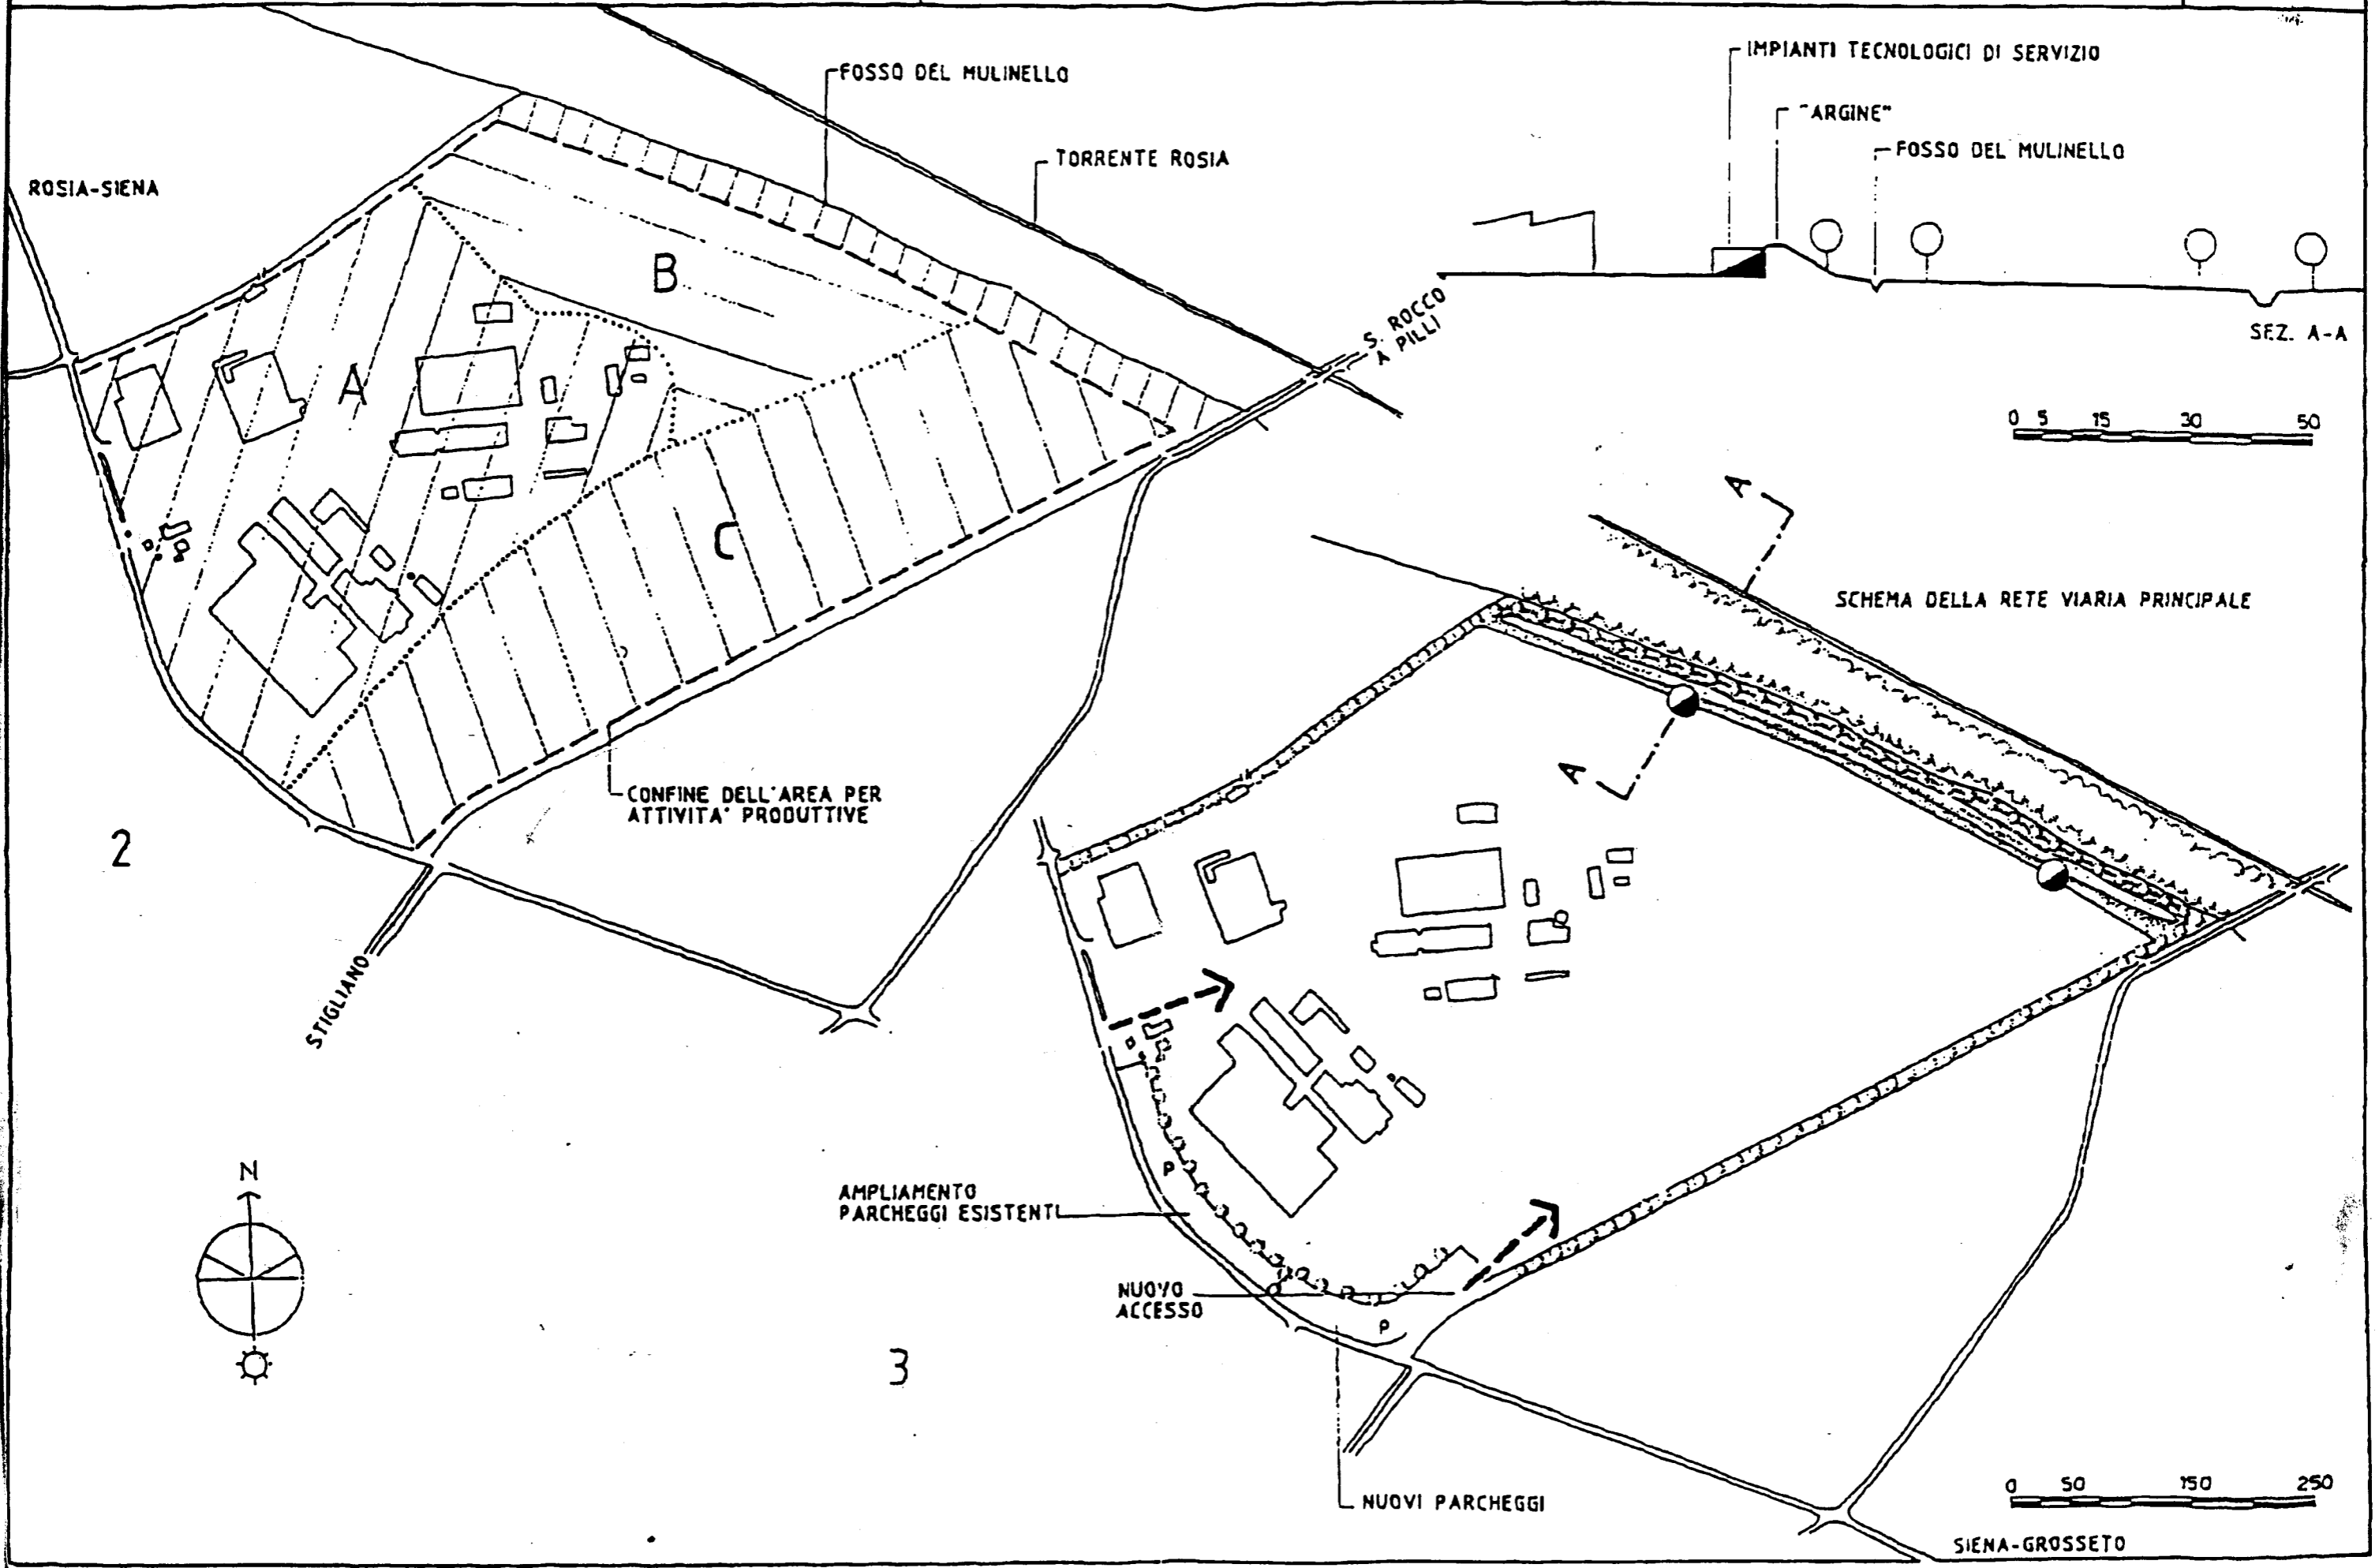 IMPIANTI TECNOLOGICI DI SERVIZIO
FOSSO DEL MULINELLO
"ARGINE"
TORRENTE ROSIA
FOSSO DEL MULINELLO
ROSIA-SIENA
B
S. ROCCO
A PILLI
SEZ. A-A
A
0 5 15 30 50
A
C
SCHEMA DELLA RETE VIARIA PRINCIPALE
A
CONFINE DELL'AREA PER
ATTIVITA' PRODUTTIVE
2
STIGLIANO
N
P
AMPLIAMENTO
PARCHEGGI ESISTENTI
NUOVO
ACCESSO
P
3
NUOVI PARCHEGGI
0 50 150 250
SIENA-GROSSETO